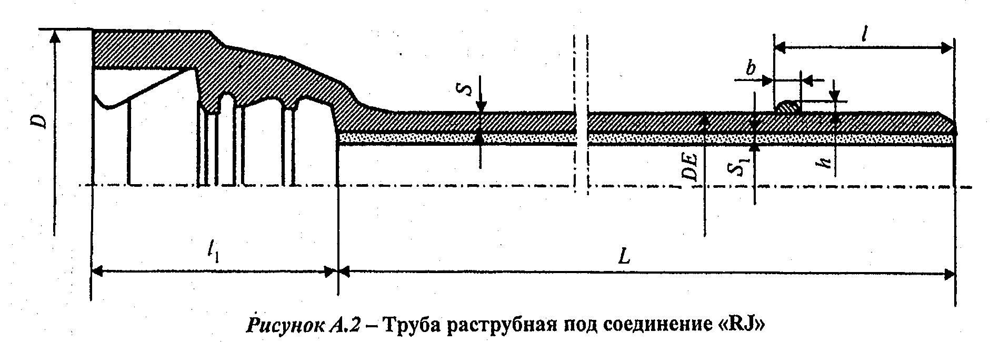 l
b
S
D
DE
S₁
h
l₁
L
Рисунок А.2 – Труба раструбная под соединение «RJ»